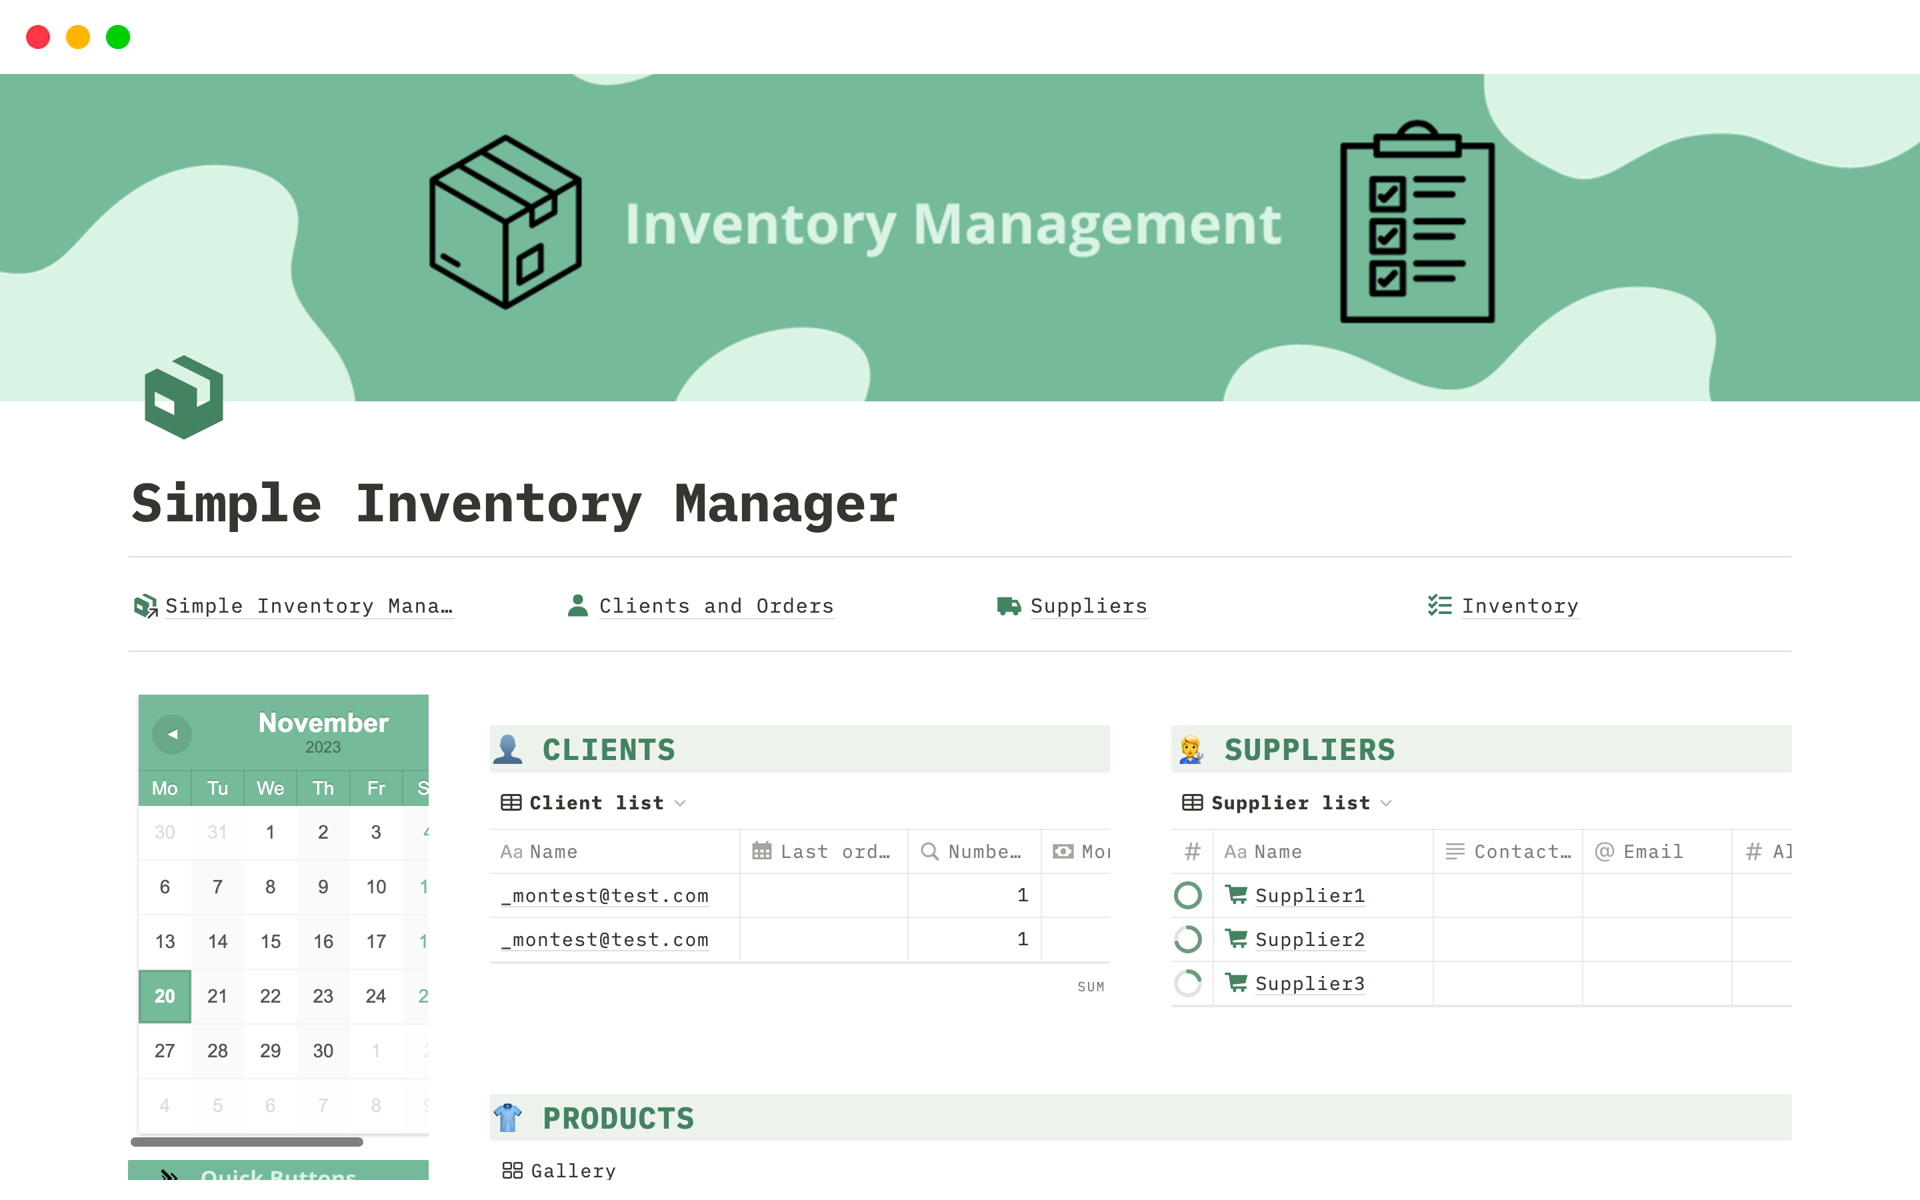 Inventory Management
Simple Inventory Manager
Simple Inventory Mana…
Clients and Orders
Suppliers
Inventory
◄
November
2023
Mo Tu We Th Fr S
30 31 1 2 3 4
6 7 8 9 10 1
13 14 15 16 17 1
20 21 22 23 24 2
27 28 29 30 1 2
4 5 6 7 8 9
Quick Buttons
CLIENTS
Client list
Aa Name Last ord… Numbe… Mon
_montest@test.com 1
_montest@test.com 1
SUM
SUPPLIERS
Supplier list
# Aa Name Contact… @ Email # Al
Supplier1
Supplier2
Supplier3
PRODUCTS
Gallery